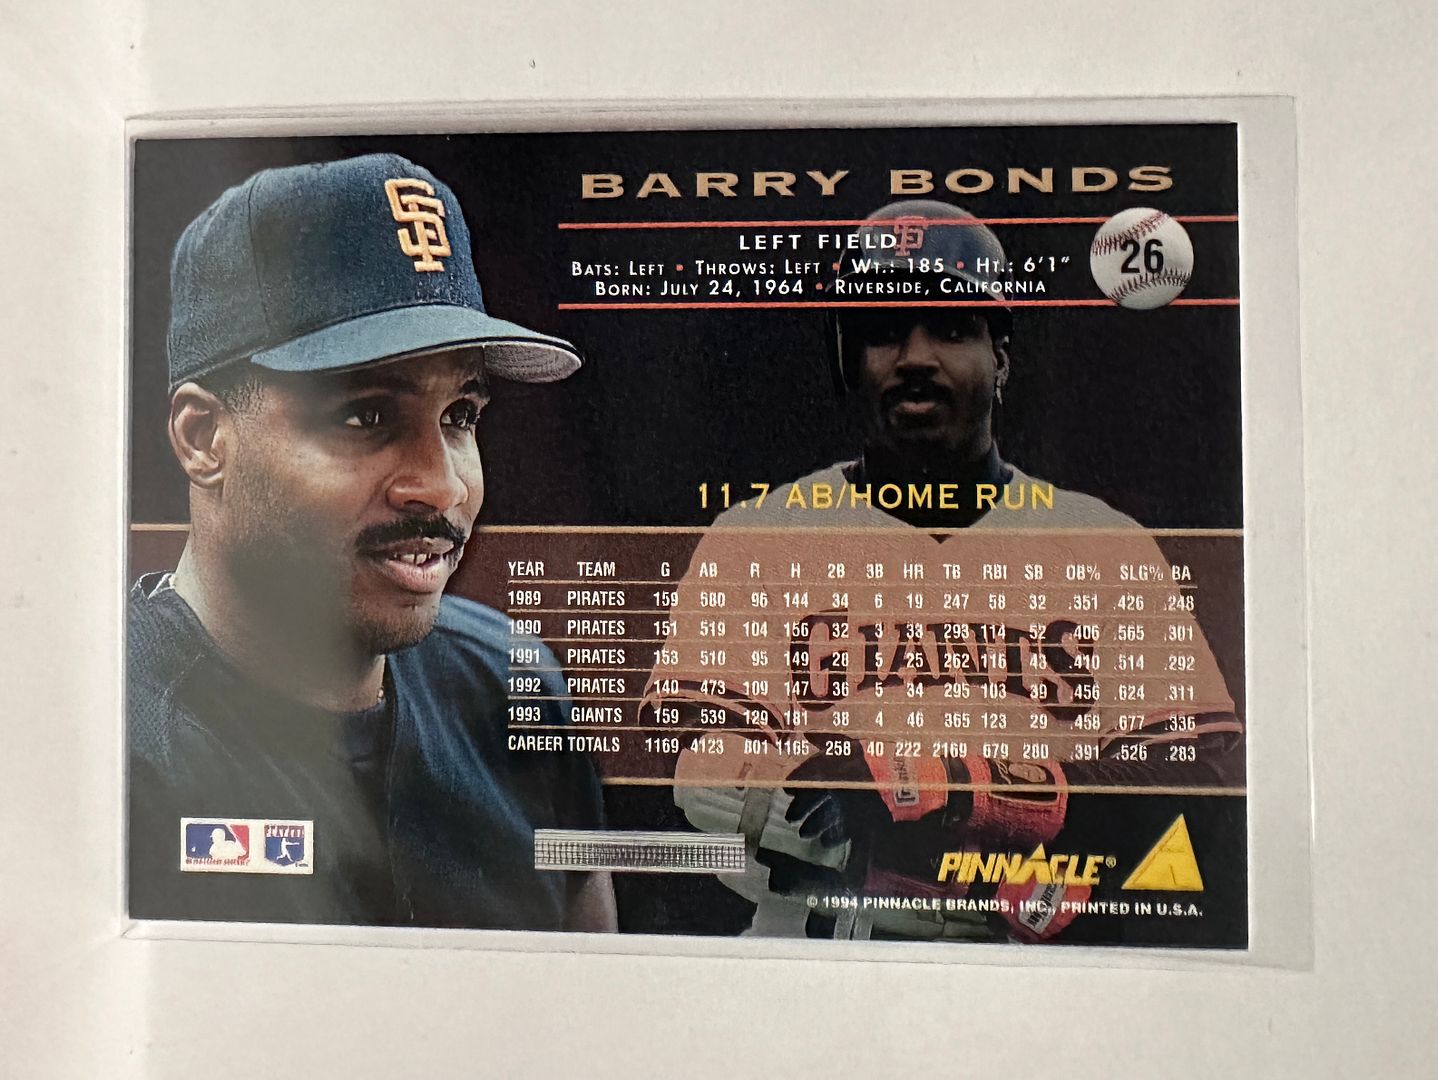 SF
BARRY BONDS
LEFT FIELD
BATS: LEFT • THROWS: LEFT • WT.: 185 • HT.: 6'1"
BORN: JULY 24, 1964 • RIVERSIDE, CALIFORNIA
26
11.7 AB/HOME RUN
YEAR TEAM G AB R H 2B 3B HR TB RBI SB OB% SLG% BA
1989 PIRATES 159 580 96 144 34 6 19 247 58 32 .351 .426 .248
1990 PIRATES 151 519 104 156 32 3 33 293 114 52 .406 .565 .301
1991 PIRATES 153 510 95 149 28 5 25 262 116 43 .410 .514 .292
1992 PIRATES 140 473 109 147 36 5 34 295 103 39 .456 .624 .311
1993 GIANTS 159 539 129 181 38 4 46 365 123 29 .458 .677 .336
CAREER TOTALS 1169 4123 801 1165 258 40 222 2169 679 280 .391 .526 .283
GIANTS
PINNACLE®
© 1994 PINNACLE BRANDS, INC., PRINTED IN U.S.A.